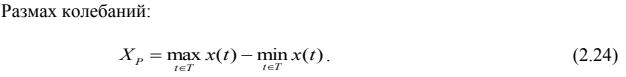 Размах колебаний:
X_P = max_{t∈T} x(t) − min_{t∈T} x(t). (2.24)